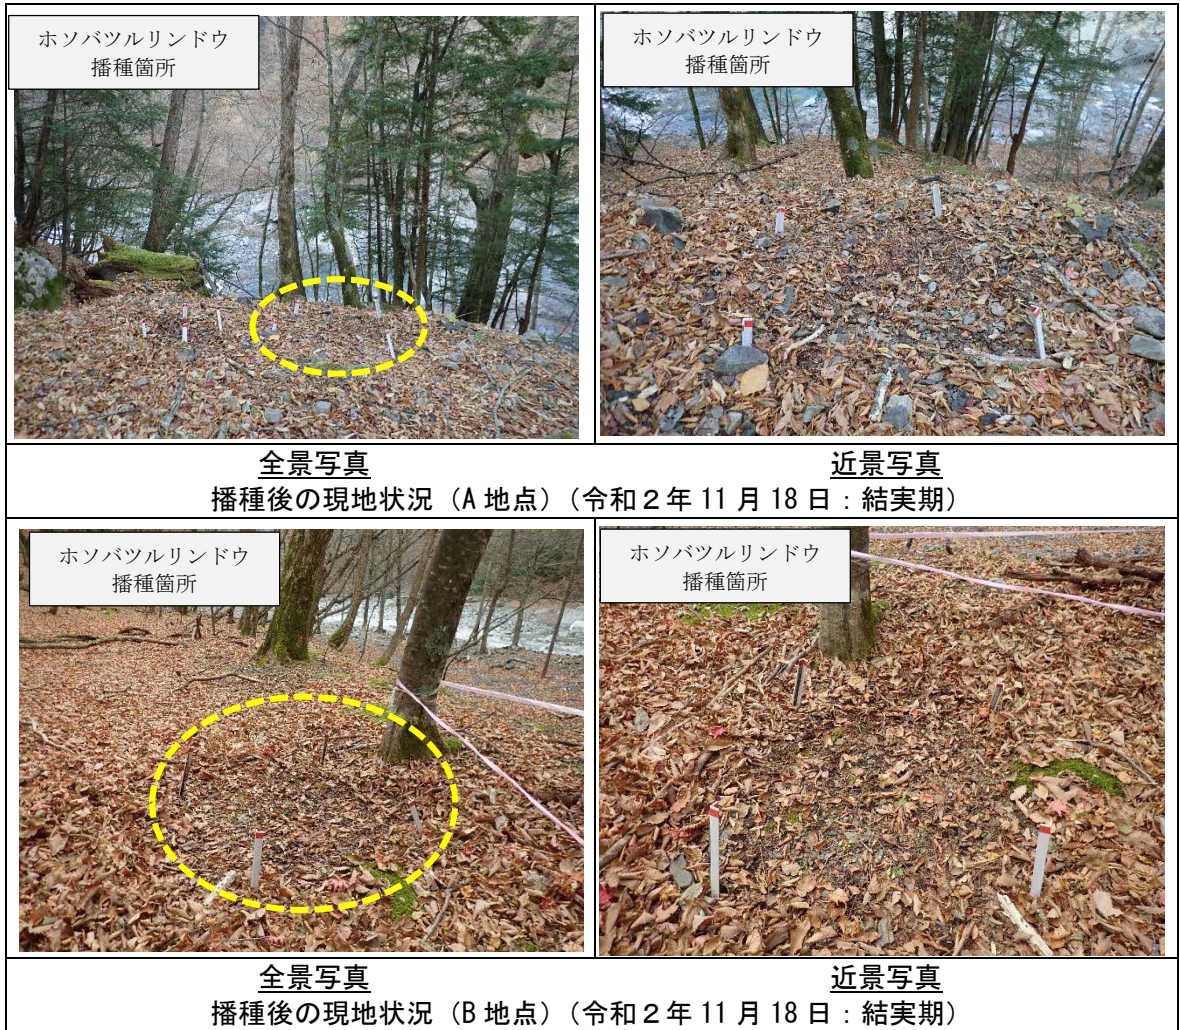 ホソバツルリンドウ
播種箇所
ホソバツルリンドウ
播種箇所
全景写真
近景写真
播種後の現地状況（A 地点）（令和２年 11 月 18 日：結実期）
ホソバツルリンドウ
播種箇所
ホソバツルリンドウ
播種箇所
全景写真
近景写真
播種後の現地状況（B 地点）（令和２年 11 月 18 日：結実期）